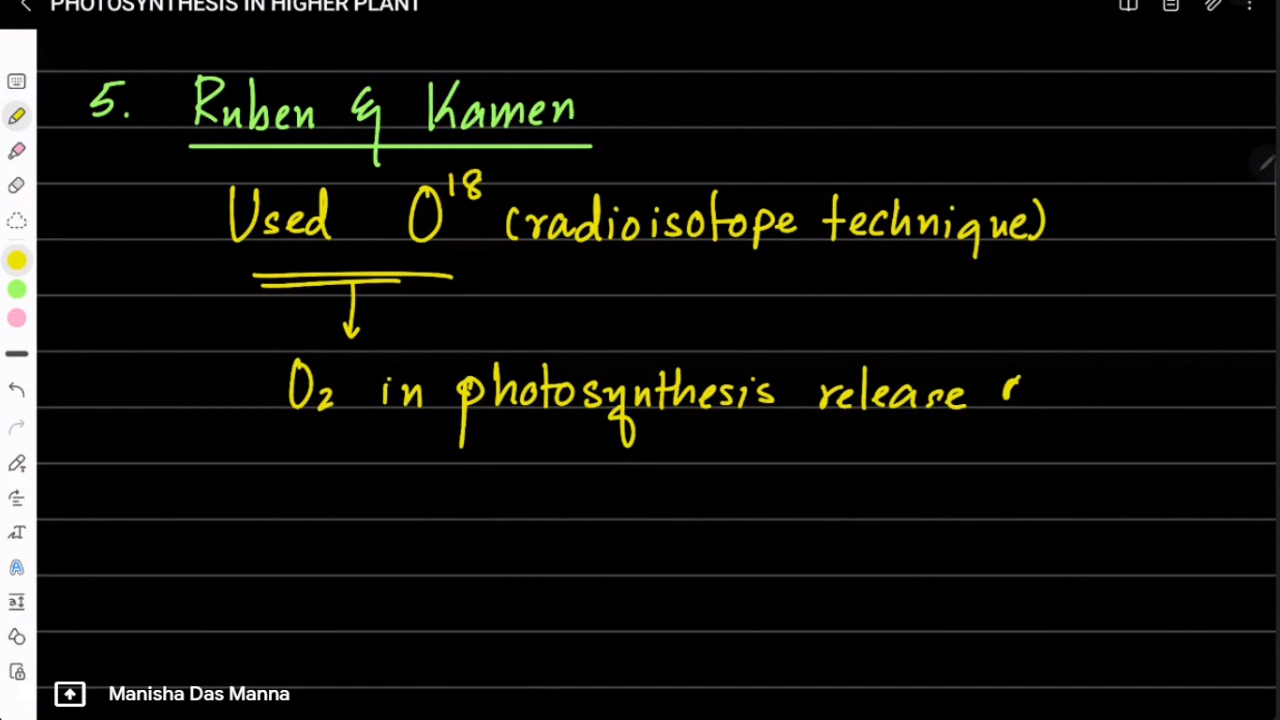 PHOTOSYNTHESIS IN HIGHER PLANT
5. Ruben & Kamen
Used O¹⁸ (radioisotope technique)
O₂ in photosynthesis release
Manisha Das Manna